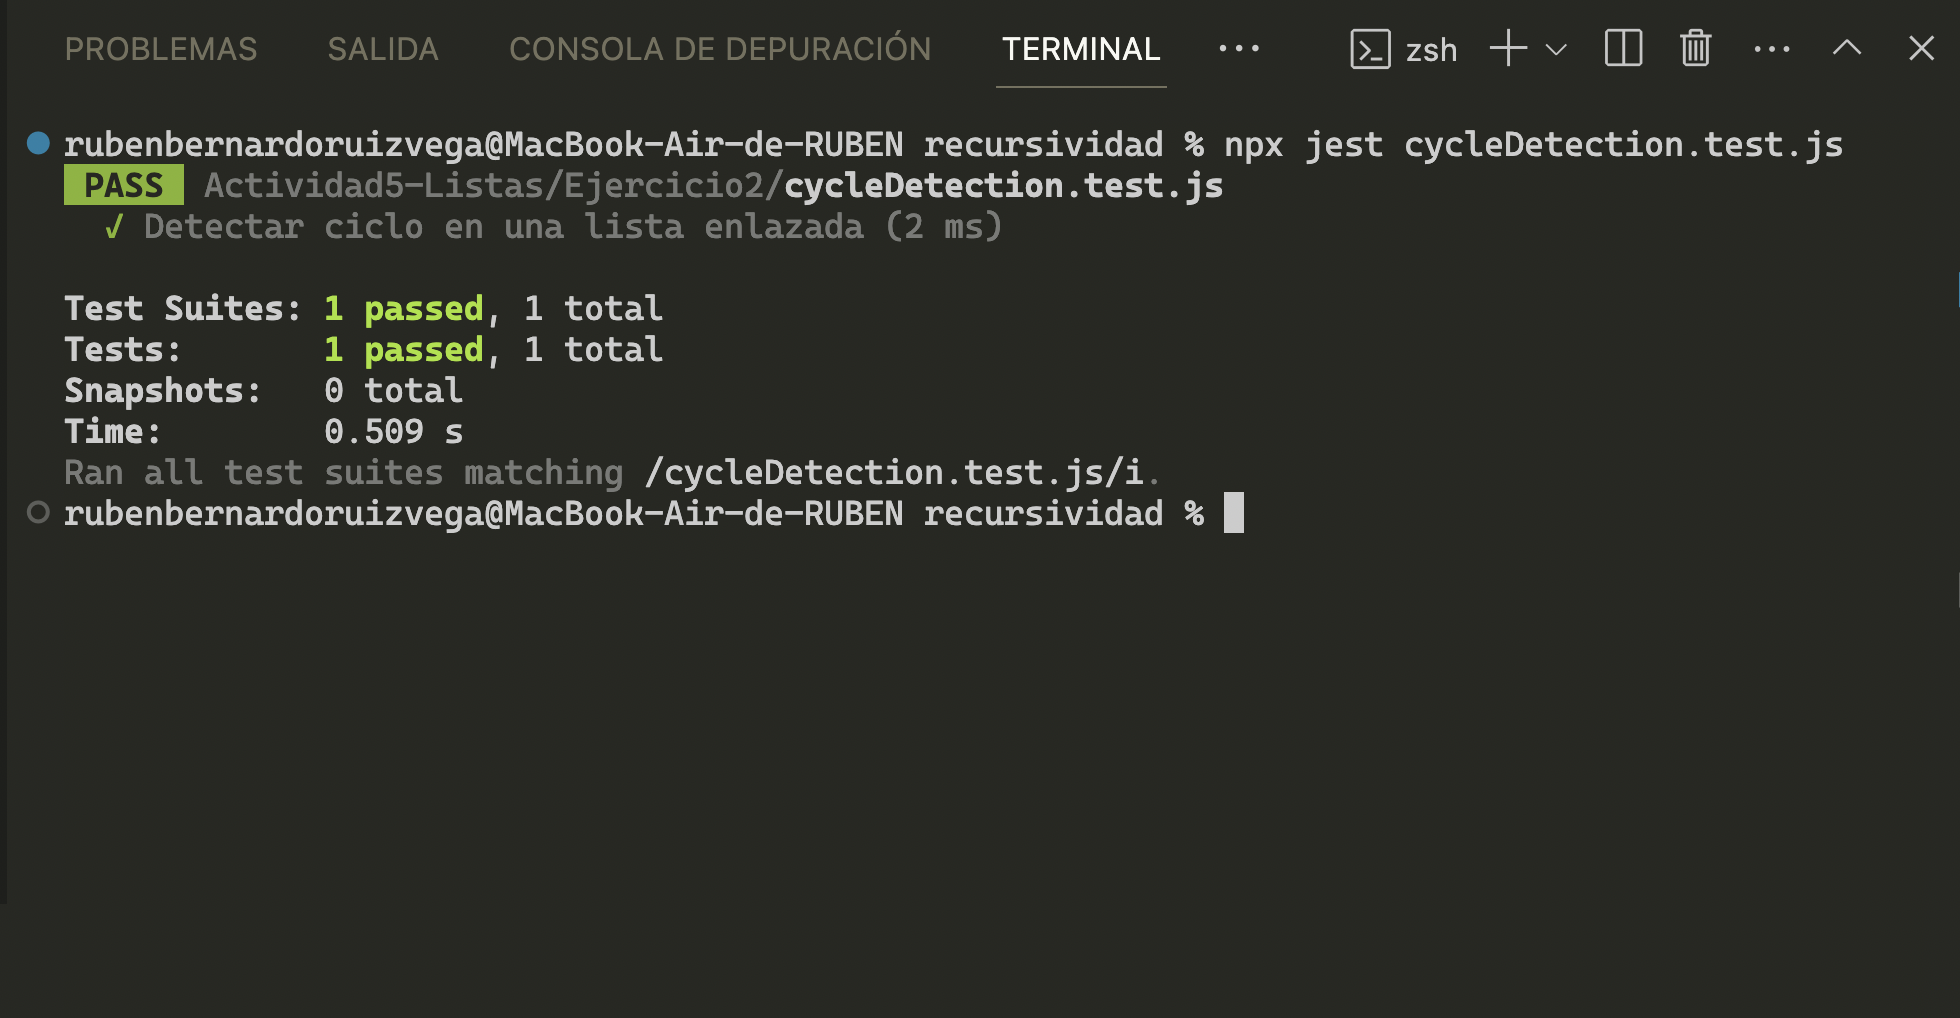 PROBLEMAS SALIDA CONSOLA DE DEPURACIÓN TERMINAL ··· zsh ···
rubenbernardoruizvega@MacBook-Air-de-RUBEN recursividad % npx jest cycleDetection.test.js
PASS Actividad5-Listas/Ejercicio2/cycleDetection.test.js
✓ Detectar ciclo en una lista enlazada (2 ms)
Test Suites: 1 passed, 1 total
Tests: 1 passed, 1 total
Snapshots: 0 total
Time: 0.509 s
Ran all test suites matching /cycleDetection.test.js/i.
rubenbernardoruizvega@MacBook-Air-de-RUBEN recursividad %